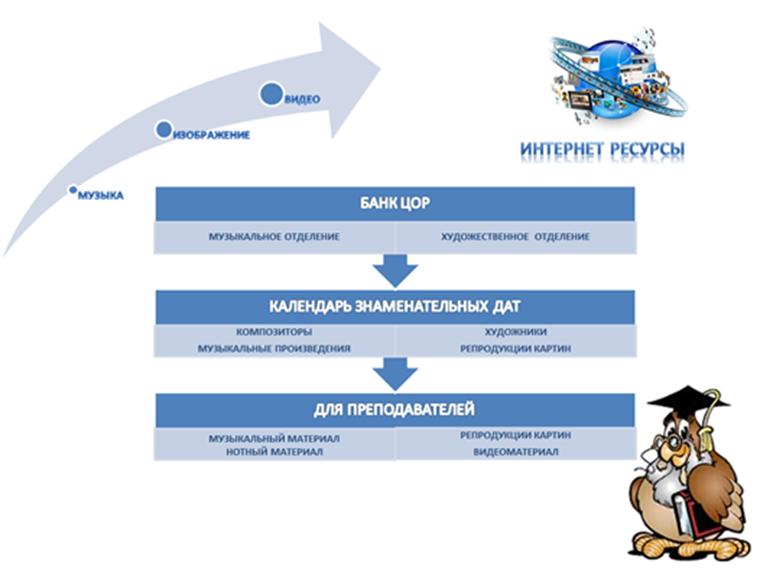 ВИДЕО
ИЗОБРАЖЕНИЕ
МУЗЫКА
ИНТЕРНЕТ РЕСУРСЫ
БАНК ЦОР
МУЗЫКАЛЬНОЕ ОТДЕЛЕНИЕ
ХУДОЖЕСТВЕННОЕ ОТДЕЛЕНИЕ
КАЛЕНДАРЬ ЗНАМЕНАТЕЛЬНЫХ ДАТ
КОМПОЗИТОРЫ
МУЗЫКАЛЬНЫЕ ПРОИЗВЕДЕНИЯ
ХУДОЖНИКИ
РЕПРОДУКЦИИ КАРТИН
ДЛЯ ПРЕПОДАВАТЕЛЕЙ
МУЗЫКАЛЬНЫЙ МАТЕРИАЛ
НОТНЫЙ МАТЕРИАЛ
РЕПРОДУКЦИИ КАРТИН
ВИДЕОМАТЕРИАЛ